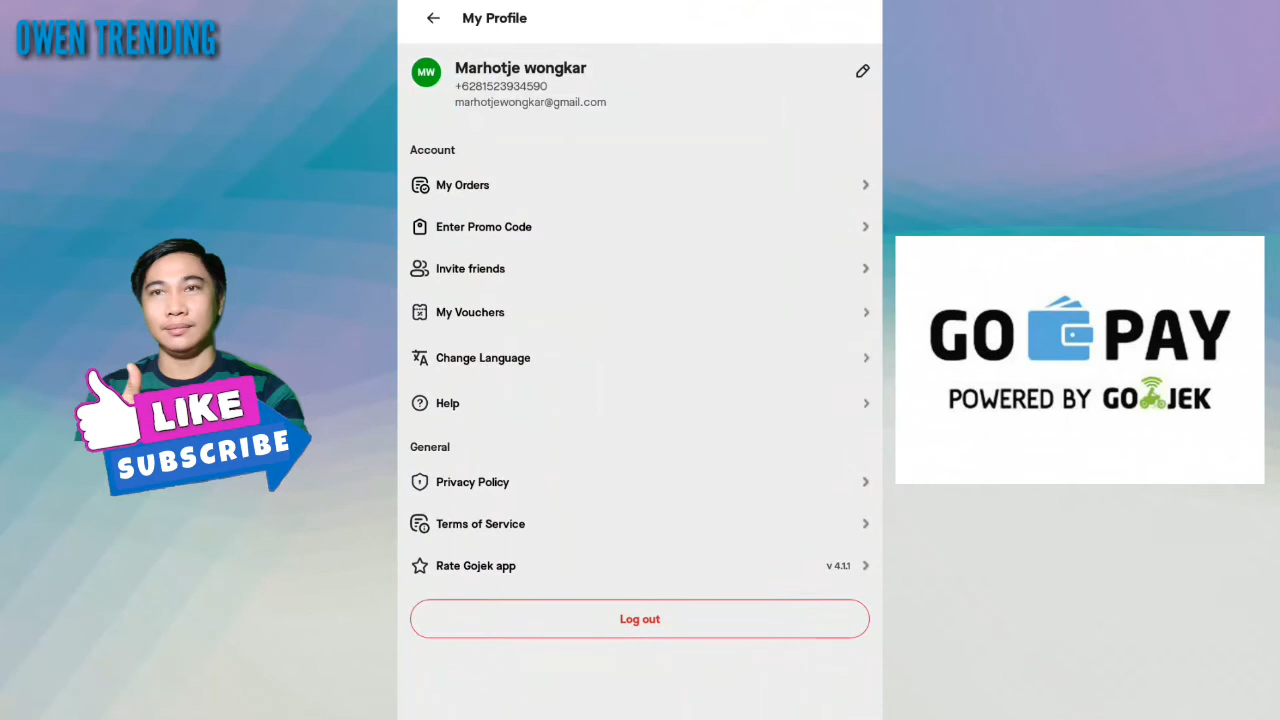 OWEN TRENDING
My Profile
MW
Marhotje wongkar
+6281523934590
marhotjewongkar@gmail.com
Account
My Orders
Enter Promo Code
Invite friends
My Vouchers
Change Language
Help
General
Privacy Policy
Terms of Service
Rate Gojek app v 4.1.1
Log out
LIKE
SUBSCRIBE
GO PAY
POWERED BY GOJEK